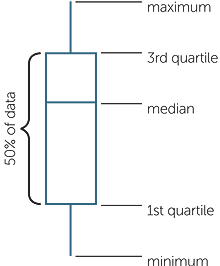 maximum
3rd quartile
median
50% of data
1st quartile
minimum